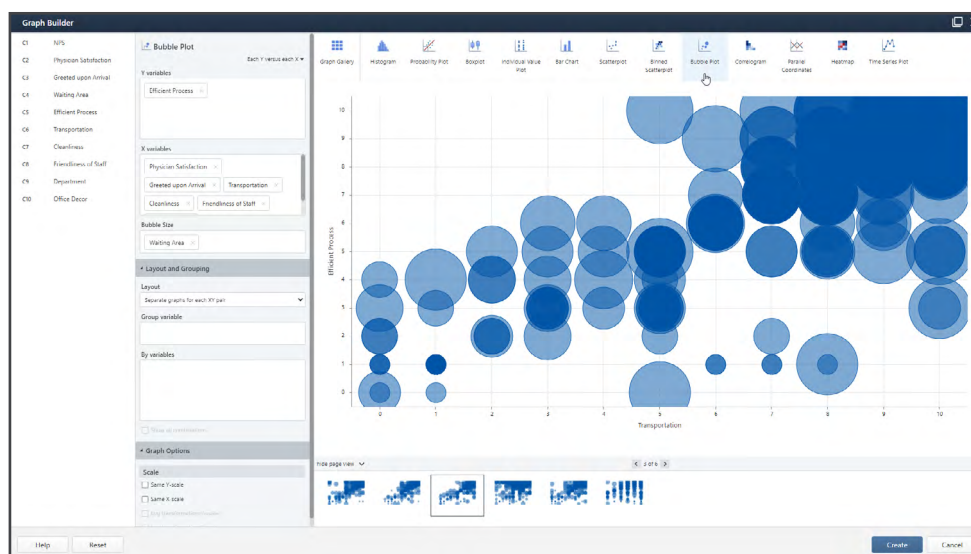 Graph Builder
C1 NPS
C2 Physician Satisfaction
C3 Greeted upon Arrival
C4 Waiting Area
C5 Efficient Process
C6 Transportation
C7 Cleanliness
C8 Friendliness of Staff
C9 Department
C10 Office Decor
Bubble Plot
Each Y versus each X
Y variables
Efficient Process ×
X variables
Physician Satisfaction ×
Greeted upon Arrival × Transportation ×
Cleanliness × Friendliness of Staff ×
Bubble Size
Waiting Area ×
Layout and Grouping
Layout
Separate graphs for each XY pair
Group variable
By variables
Show all combinations
Graph Options
Scale
Same Y-scale
Same X-scale
Graph Gallery
Histogram
Probability Plot
Boxplot
Individual Value
Plot
Bar Chart
Scatterplot
Binned
Scatterplot
Bubble Plot
Correlogram
Parallel
Coordinates
Heatmap
Time Series Plot
Efficient Process
10
9
8
7
6
5
4
3
2
1
0
0 1 2 3 4 5 6 7 8 9 10
Transportation
Hide page view
< 3 of 6 >
Help Reset
Create Cancel